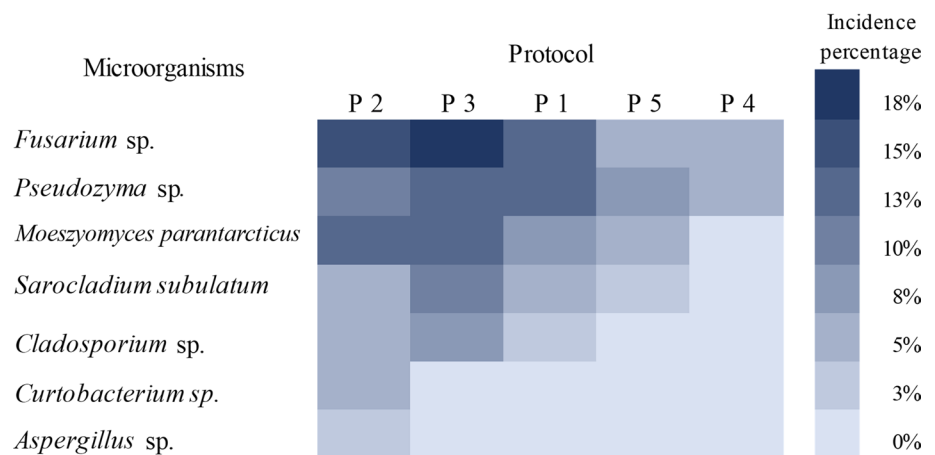 Incidence
percentage
Protocol
Microorganisms
P 2 P 3 P 1 P 5 P 4
Fusarium sp.
Pseudozyma sp.
Moeszyomyces parantarcticus
Sarocladium subulatum
Cladosporium sp.
Curtobacterium sp.
Aspergillus sp.
18%
15%
13%
10%
8%
5%
3%
0%